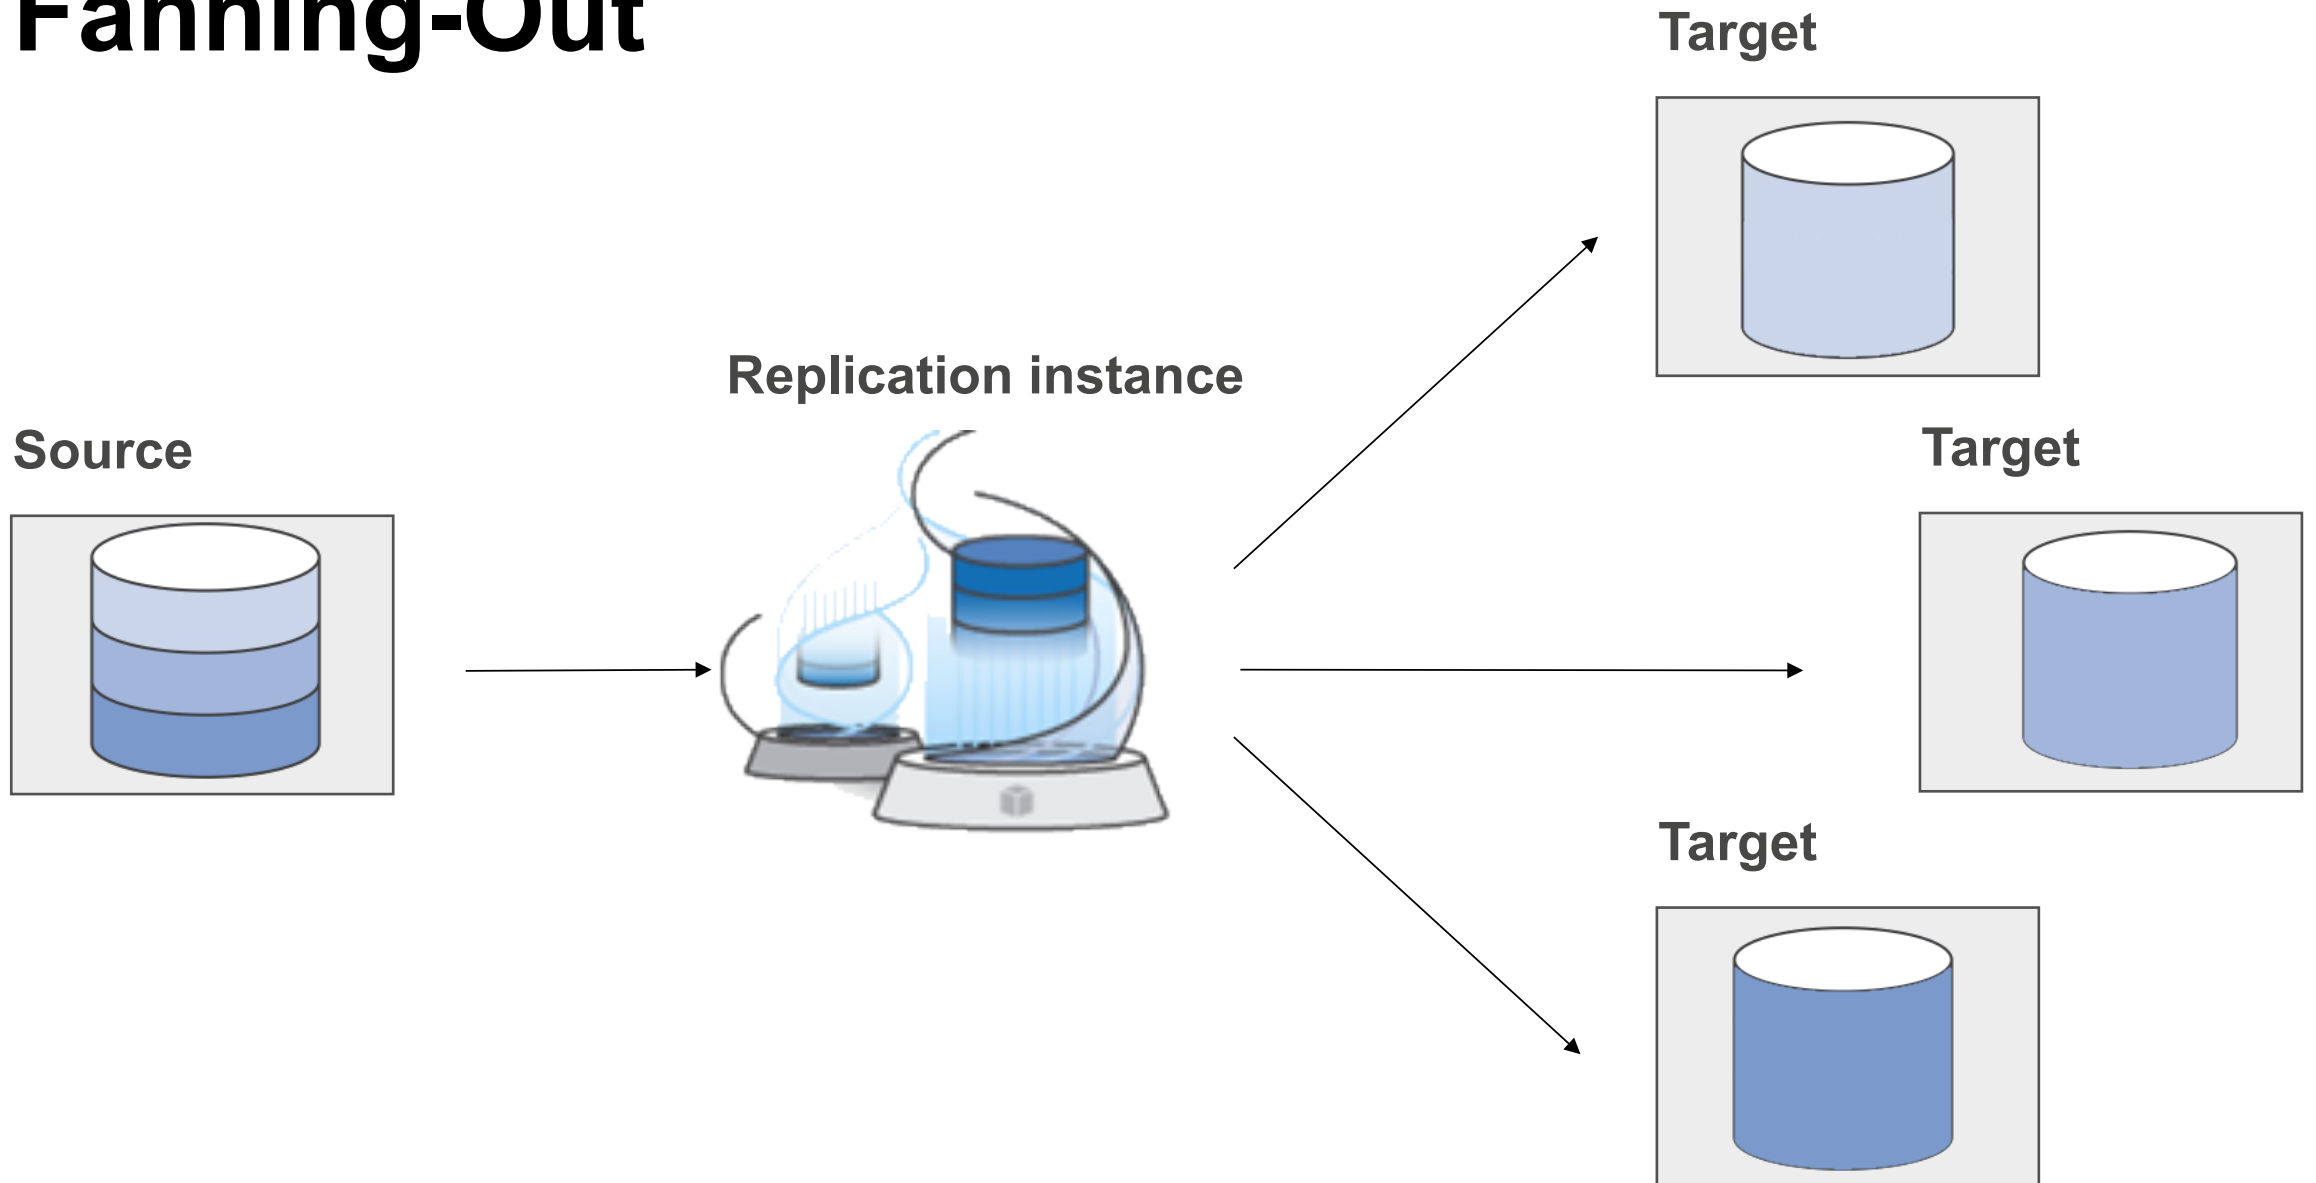 Fanning-Out
Target
Replication instance
Source
Target
Target